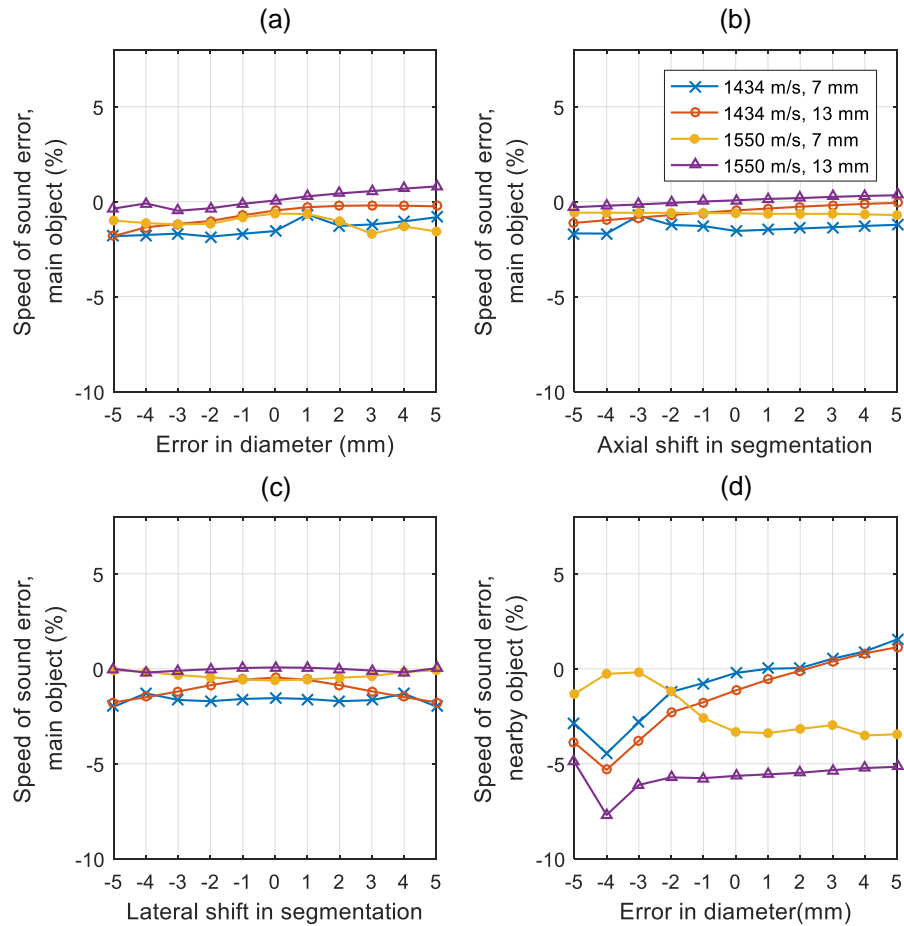 (a)
Speed of sound error,
main object (%)
5
0
-5
-10
-5 -4 -3 -2 -1 0 1 2 3 4 5
Error in diameter (mm)
(b)
Speed of sound error,
main object (%)
1434 m/s, 7 mm
1434 m/s, 13 mm
1550 m/s, 7 mm
1550 m/s, 13 mm
5
0
-5
-10
-5 -4 -3 -2 -1 0 1 2 3 4 5
Axial shift in segmentation
(c)
Speed of sound error,
main object (%)
5
0
-5
-10
-5 -4 -3 -2 -1 0 1 2 3 4 5
Lateral shift in segmentation
(d)
Speed of sound error,
nearby object (%)
5
0
-5
-10
-5 -4 -3 -2 -1 0 1 2 3 4 5
Error in diameter(mm)